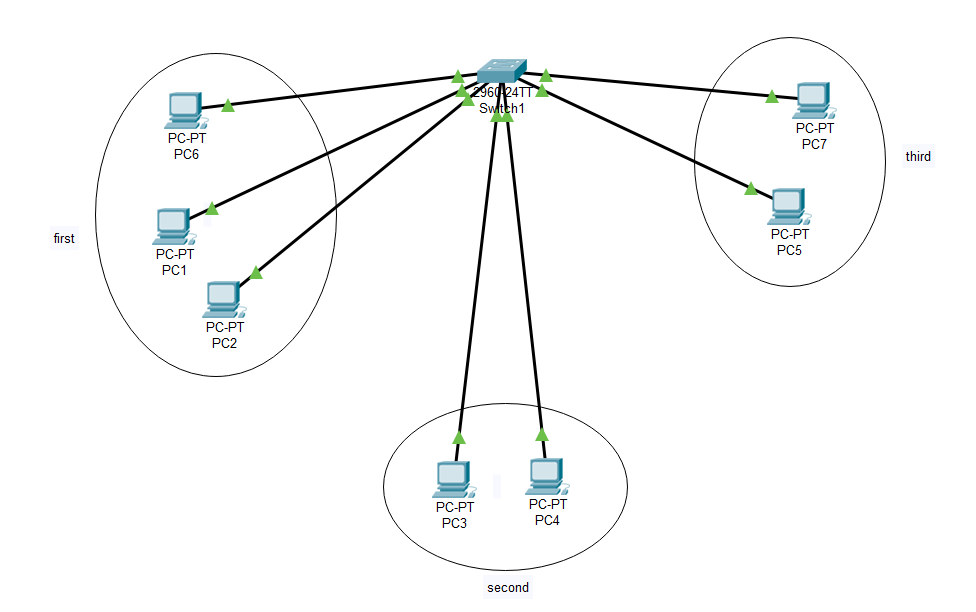 2960-24TT
Switch1
PC-PT
PC6
PC-PT
PC7
third
PC-PT
PC1
PC-PT
PC5
first
PC-PT
PC2
PC-PT
PC3
PC-PT
PC4
second